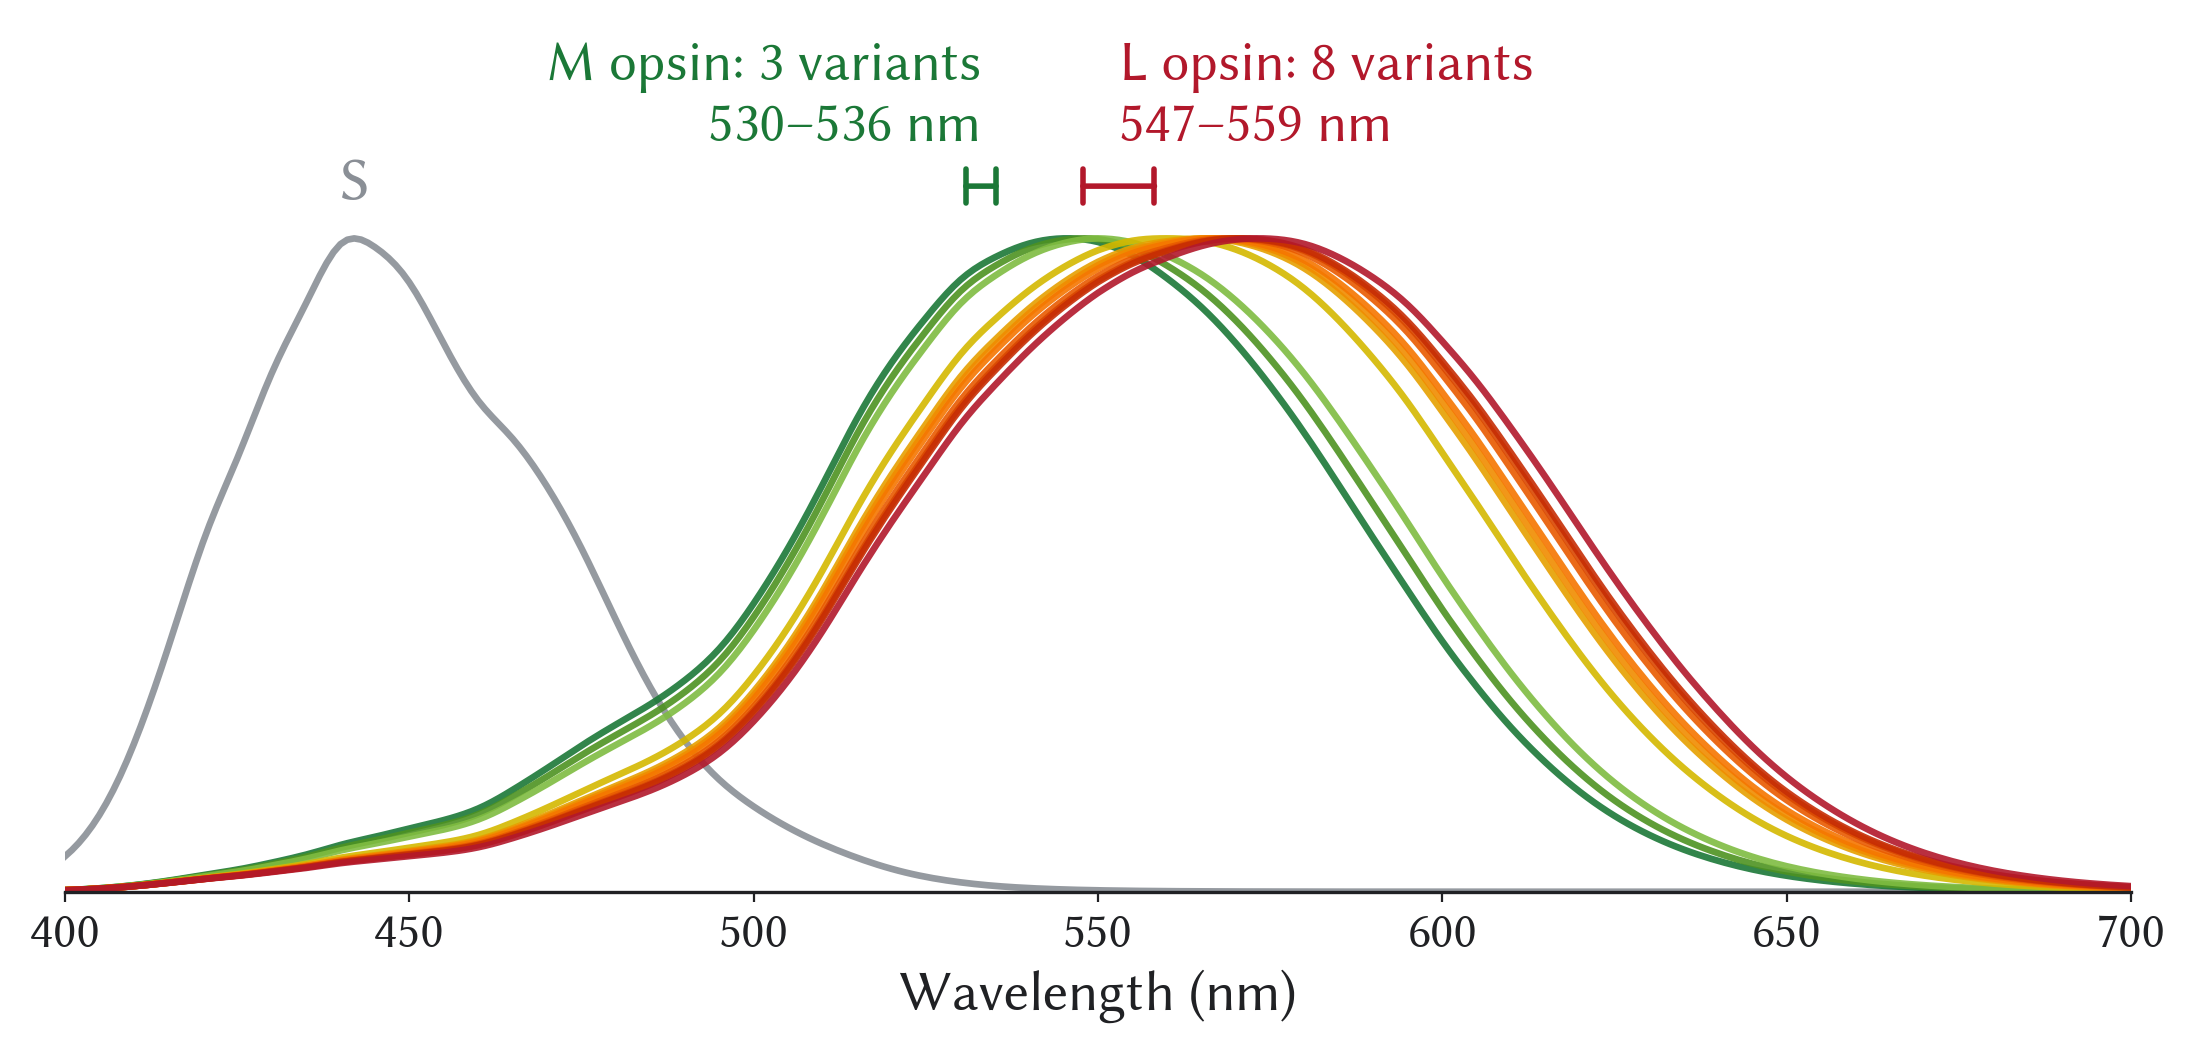 M opsin: 3 variants
530–536 nm
L opsin: 8 variants
547–559 nm
S
400 450 500 550 600 650 700
Wavelength (nm)